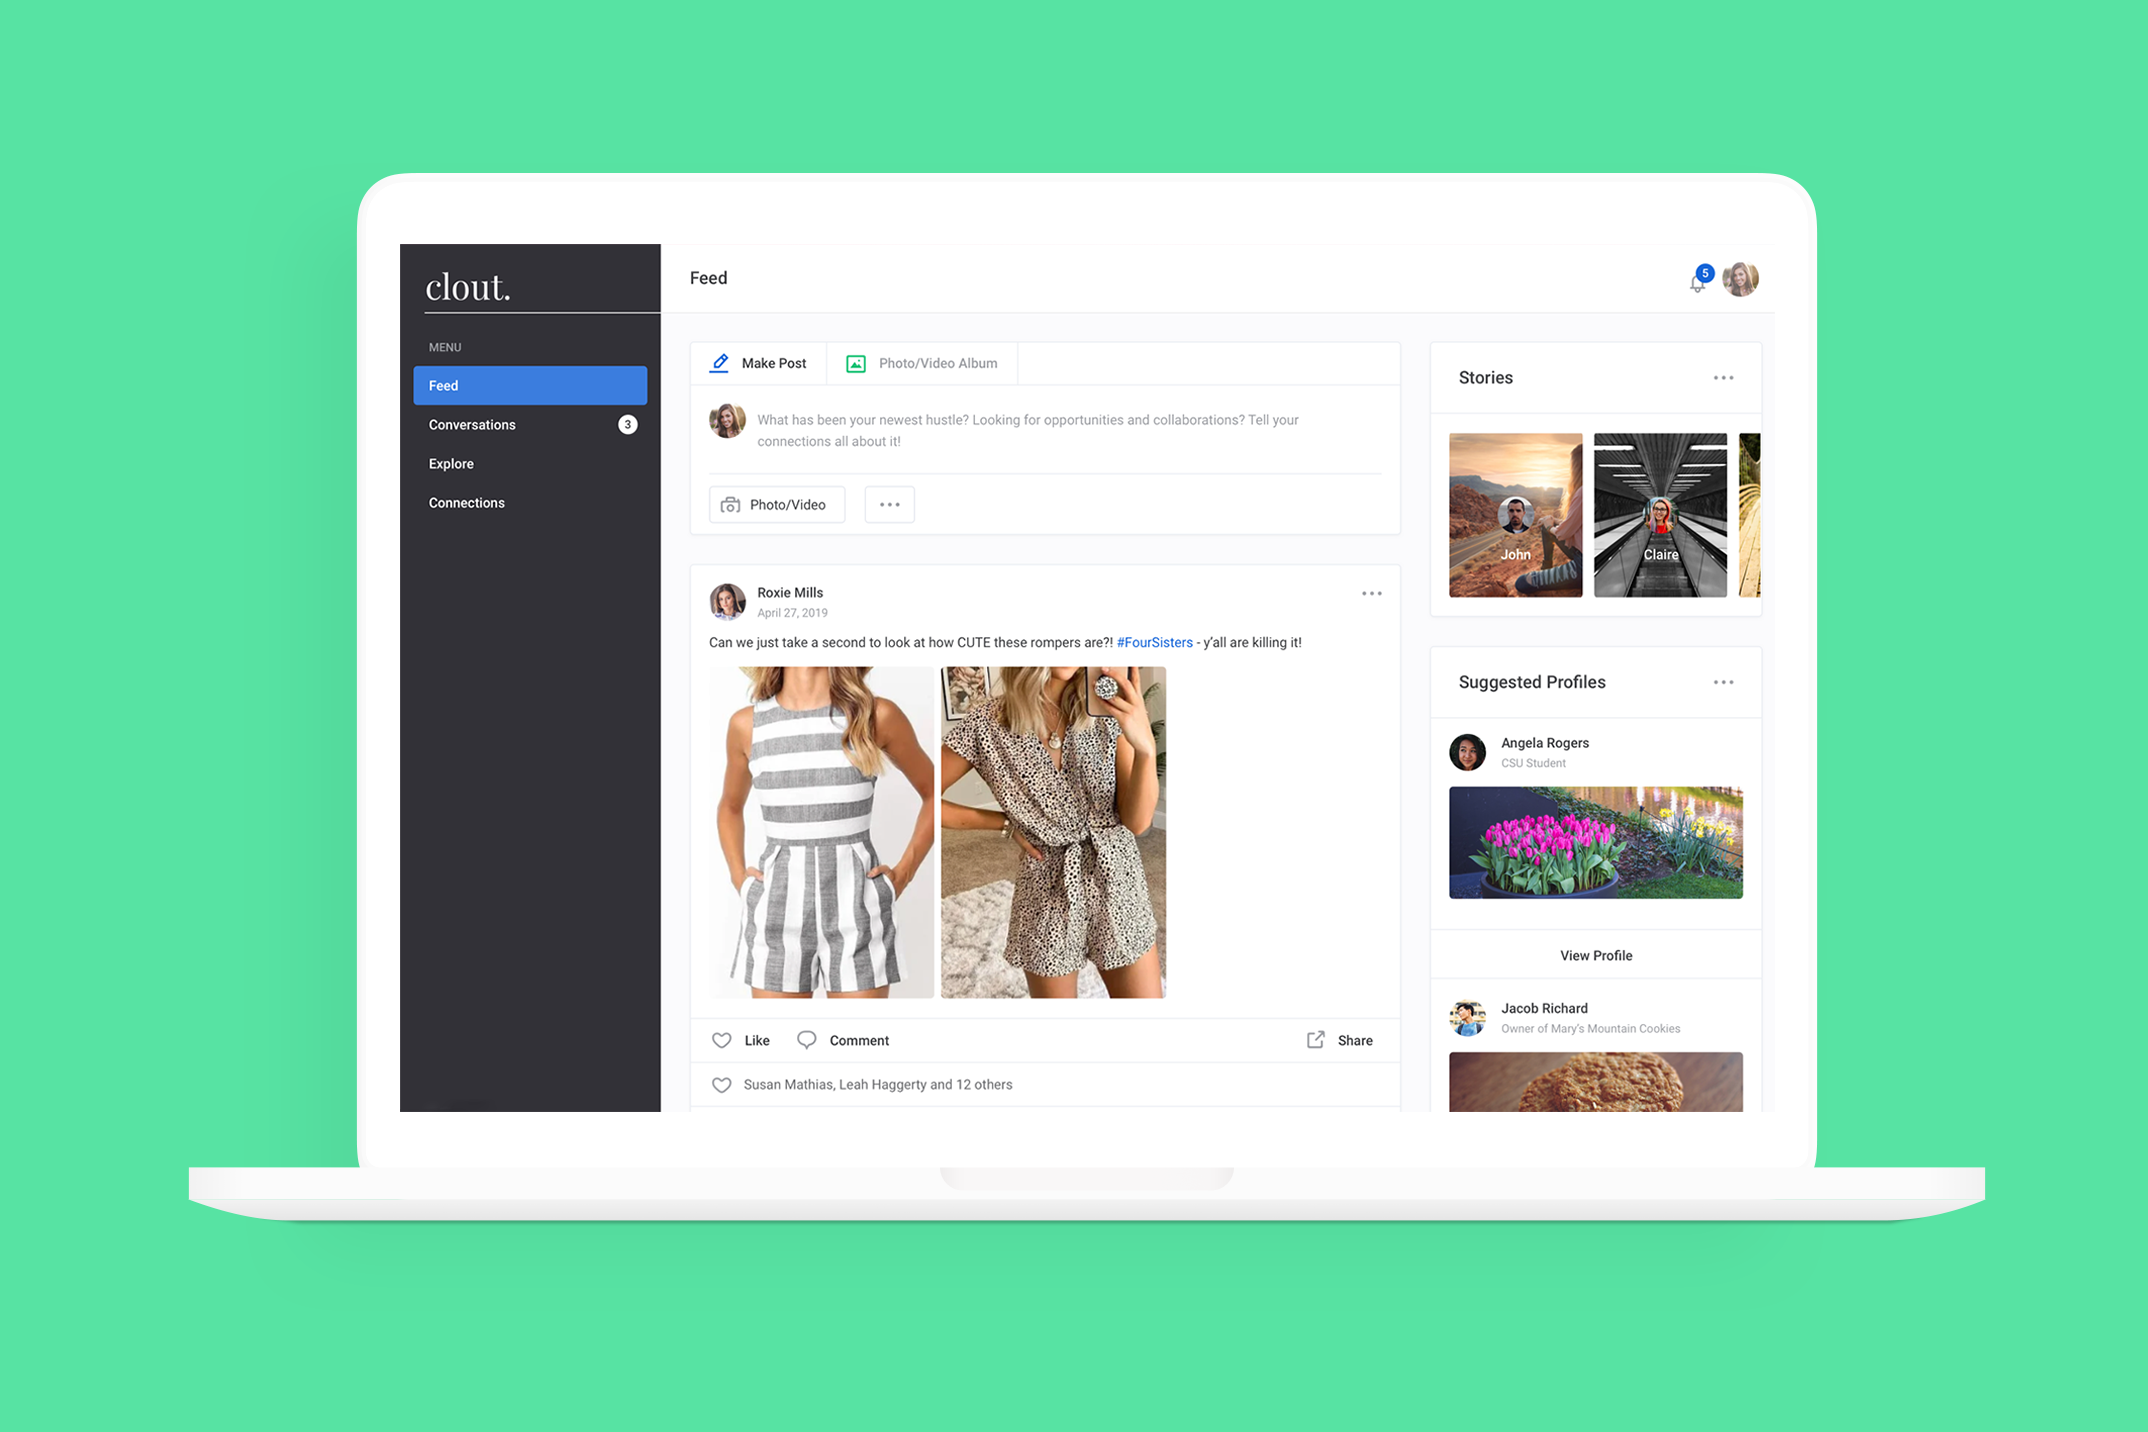 clout.
MENU
Feed
Conversations 3
Explore
Connections
Feed
5
Make Post
Photo/Video Album
What has been your newest hustle? Looking for opportunities and collaborations? Tell your
connections all about it!
Photo/Video
Roxie Mills
April 27, 2019
Can we just take a second to look at how CUTE these rompers are?! #FourSisters - y'all are killing it!
Like
Comment
Share
Susan Mathias, Leah Haggerty and 12 others
Stories
John
Claire
Suggested Profiles
Angela Rogers
CSU Student
View Profile
Jacob Richard
Owner of Mary's Mountain Cookies